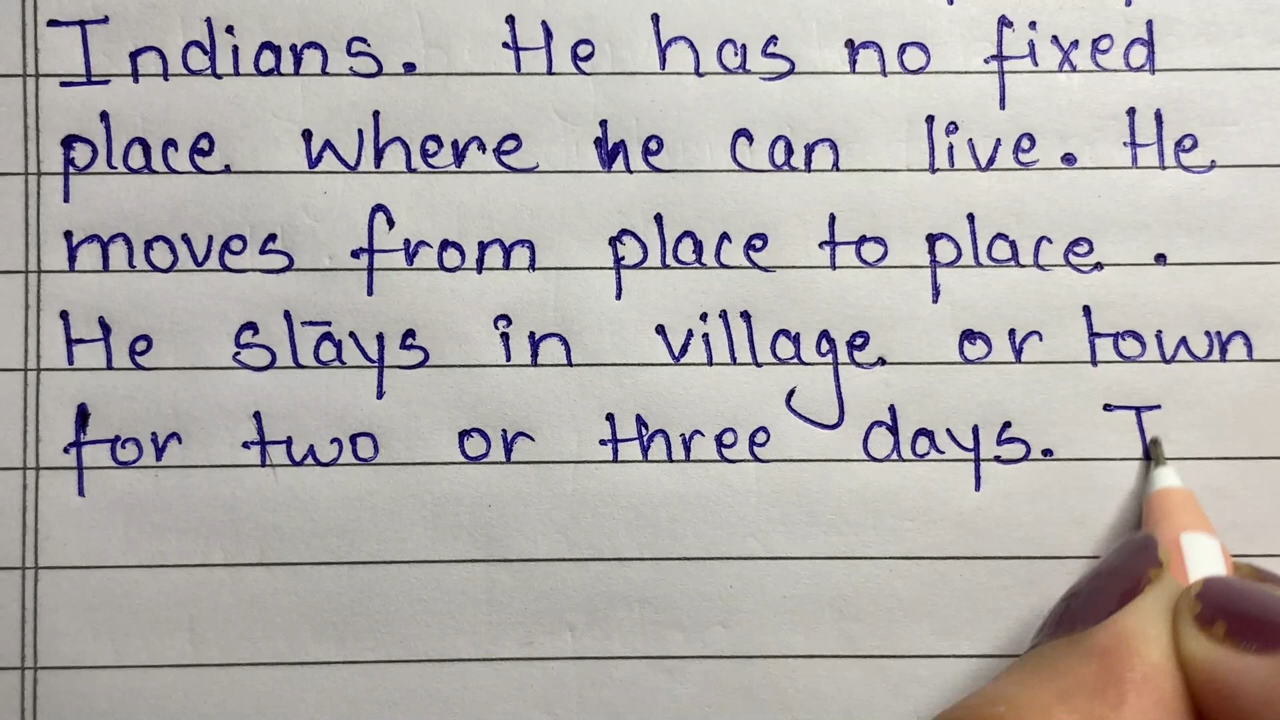 Indians. He has no fixed
place where he can live. He
moves from place to place.
He stays in village or town
for two or three days. T